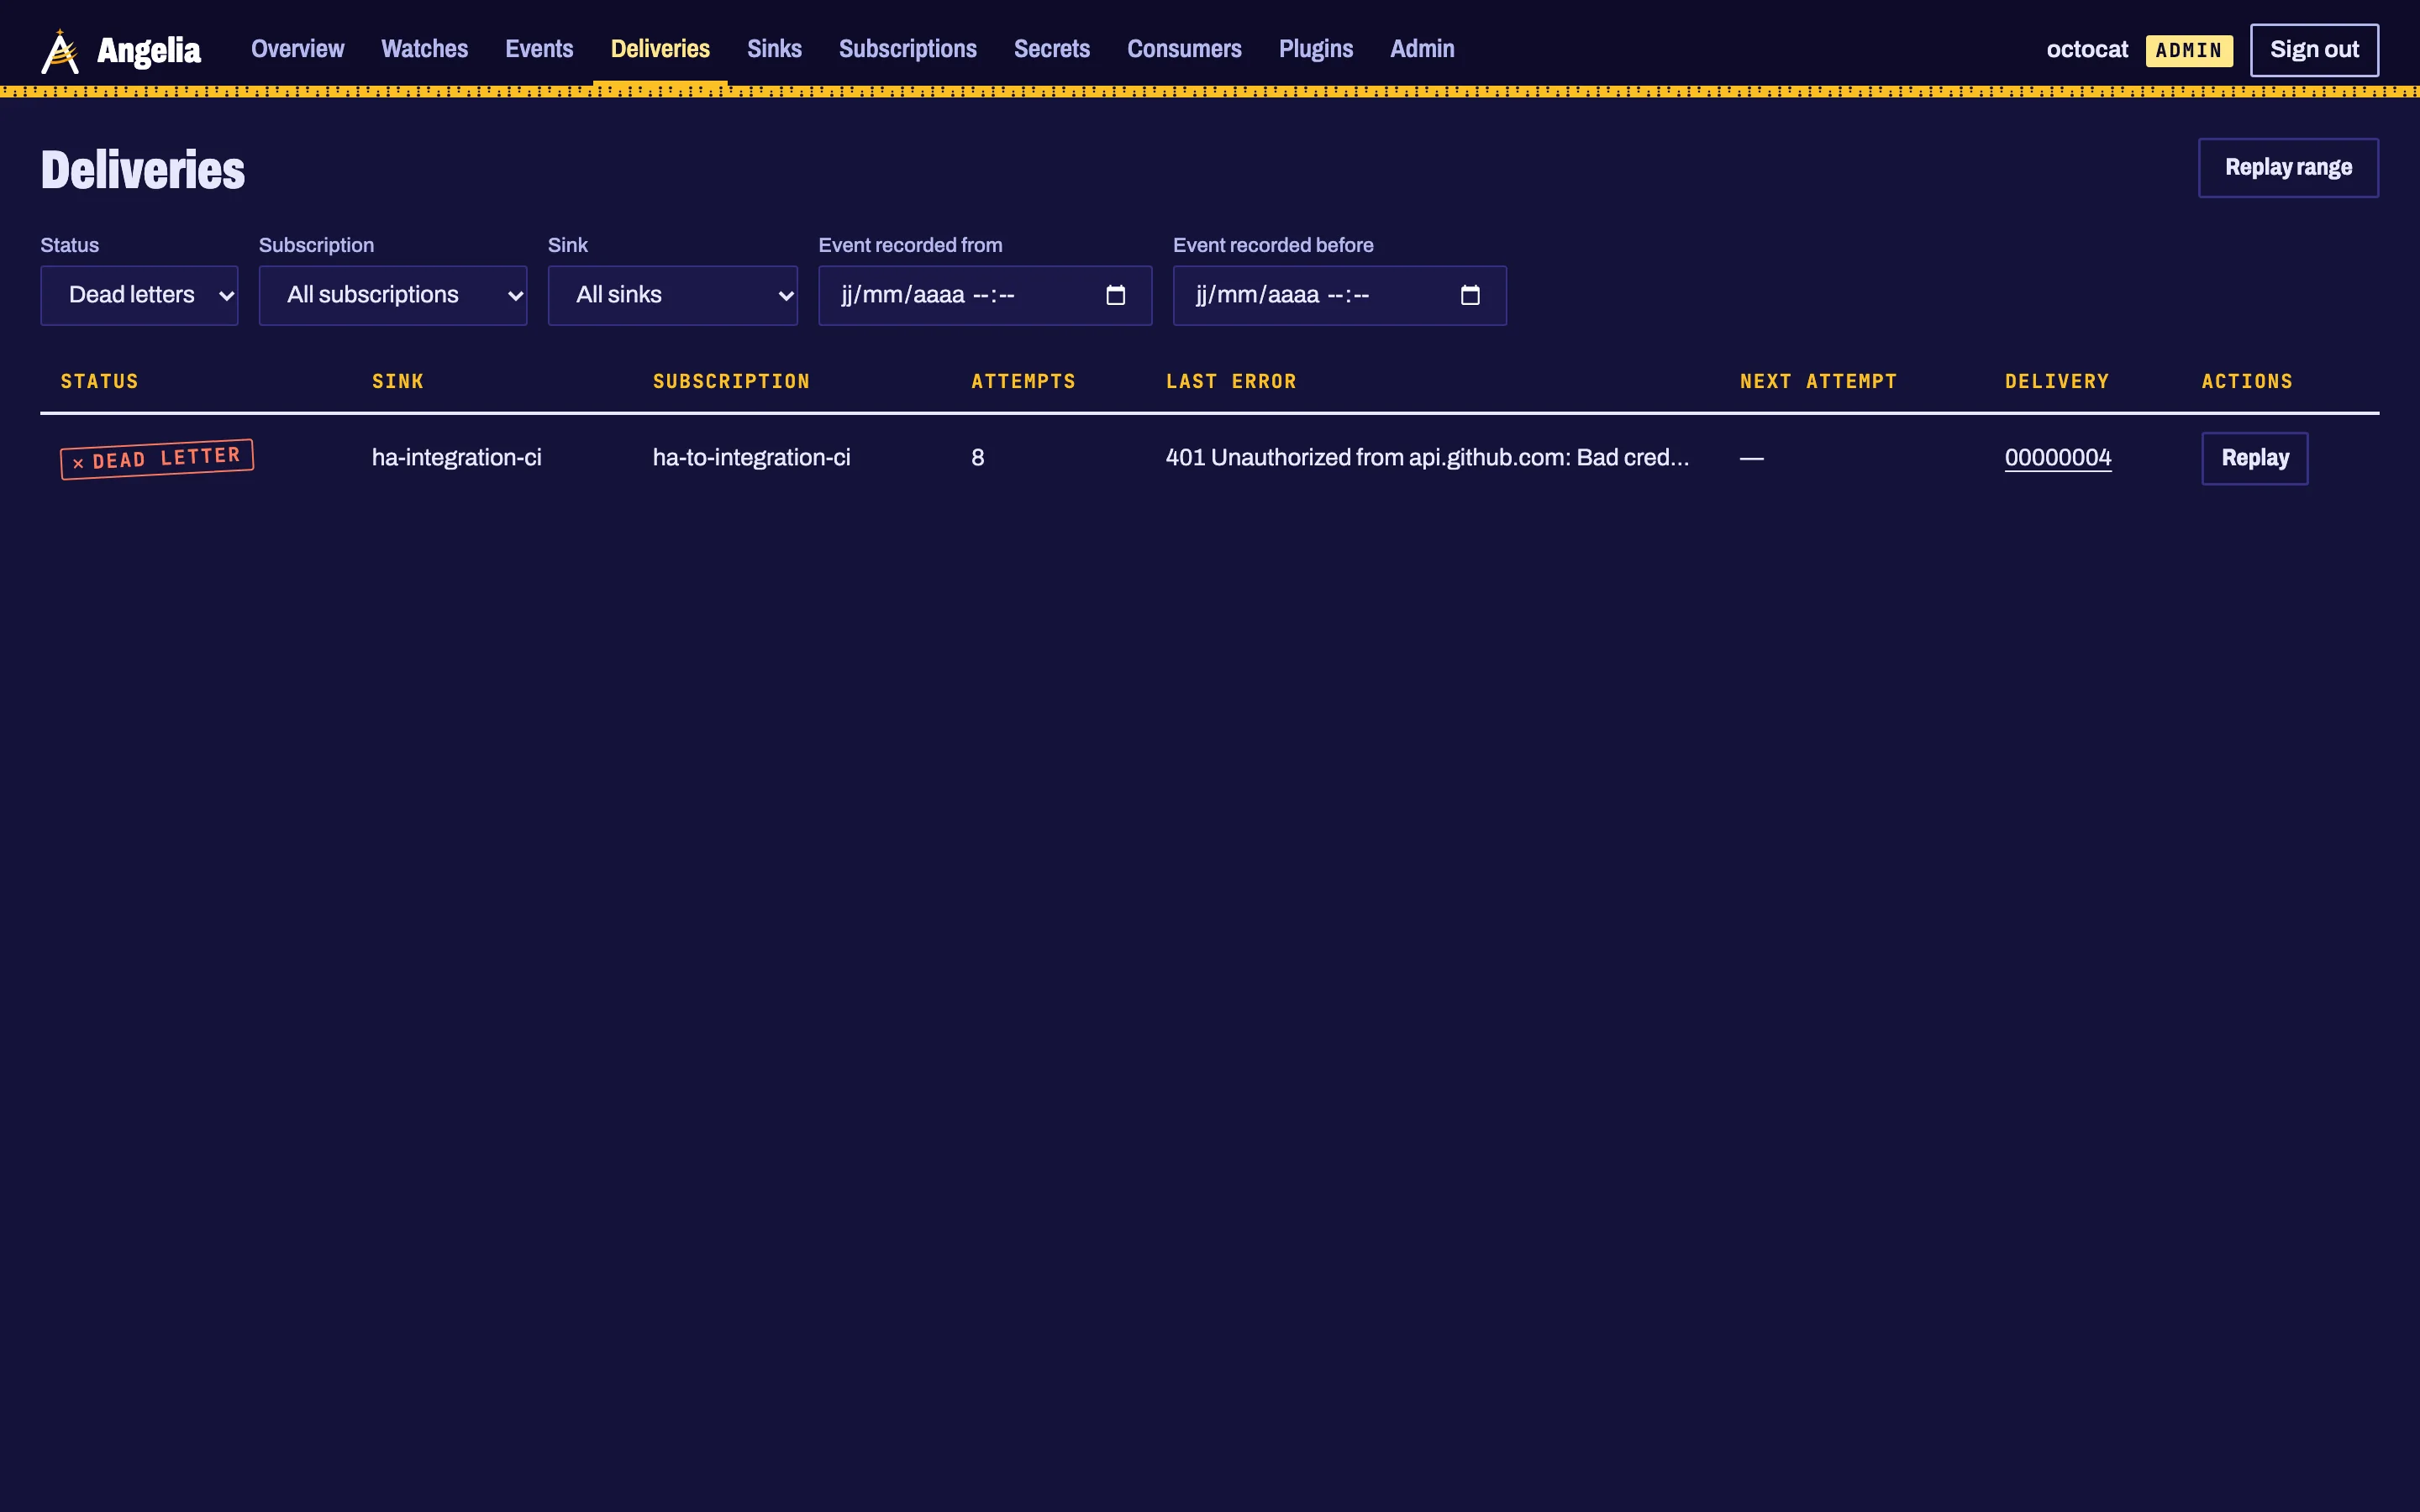 Angelia Overview Watches Events Deliveries Sinks Subscriptions Secrets Consumers Plugins Admin octocat ADMIN Sign out
Deliveries Replay range
Status Subscription Sink Event recorded from Event recorded before
Dead letters All subscriptions All sinks jj/mm/aaaa --:-- jj/mm/aaaa --:--
STATUS SINK SUBSCRIPTION ATTEMPTS LAST ERROR NEXT ATTEMPT DELIVERY ACTIONS
× DEAD LETTER ha-integration-ci ha-to-integration-ci 8 401 Unauthorized from api.github.com: Bad cred... — 00000004 Replay